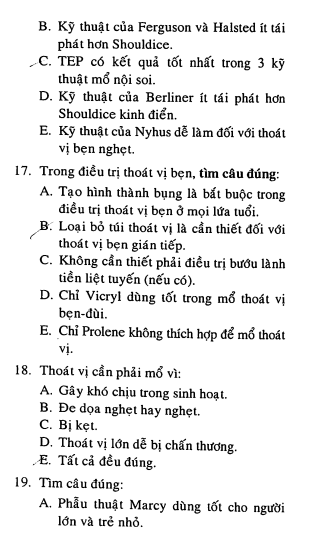 B. Kỹ thuật của Ferguson và Halsted ít tái
phát hơn Shouldice.
C. TEP có kết quả tốt nhất trong 3 kỹ
thuật mổ nội soi.
D. Kỹ thuật của Berliner ít tái phát hơn
Shouldice kinh điển.
E. Kỹ thuật của Nyhus dễ làm đối với thoát
vị bẹn nghẹt.
17. Trong điều trị thoát vị bẹn, tìm câu đúng:
A. Tạo hình thành bụng là bắt buộc trong
điều trị thoát vị bẹn ở mọi lứa tuổi.
B. Loại bỏ túi thoát vị là cần thiết đối với
thoát vị bẹn gián tiếp.
C. Không cần thiết phải điều trị bướu lành
tiền liệt tuyến (nếu có).
D. Chỉ Vicryl dùng tốt trong mổ thoát vị
bẹn-đùi.
E. Chỉ Prolene không thích hợp để mổ thoát
vị.
18. Thoát vị cần phải mổ vì:
A. Gây khó chịu trong sinh hoạt.
B. Đe dọa nghẹt hay nghẹt.
C. Bị kẹt.
D. Thoát vị lớn dễ bị chấn thương.
E. Tất cả đều đúng.
19. Tìm câu đúng:
A. Phẫu thuật Marcy dùng tốt cho người
lớn và trẻ nhỏ.